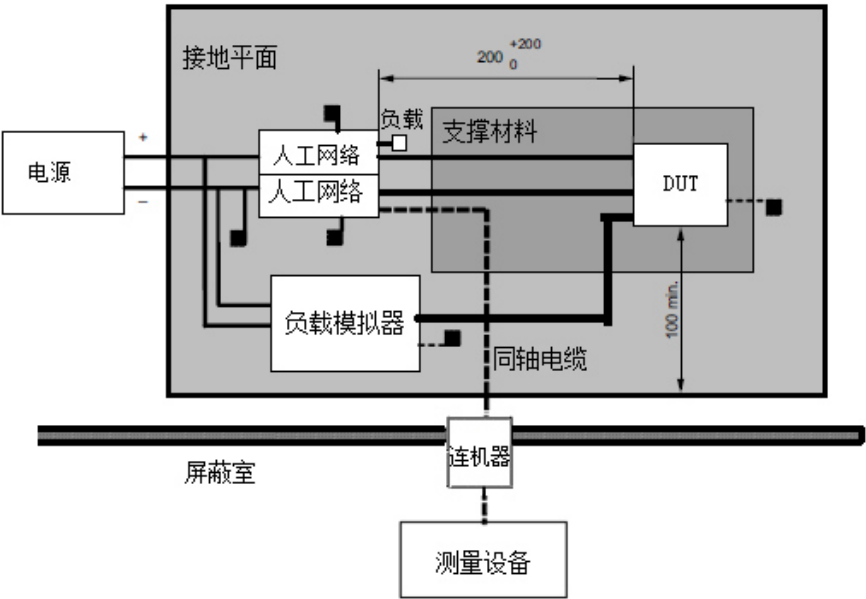 接地平面
200 +200
0
负载
支撑材料
+
人工网络
电源
人工网络
DUT
−
负载模拟器
100 min.
同轴电缆
连机器
屏蔽室
测量设备